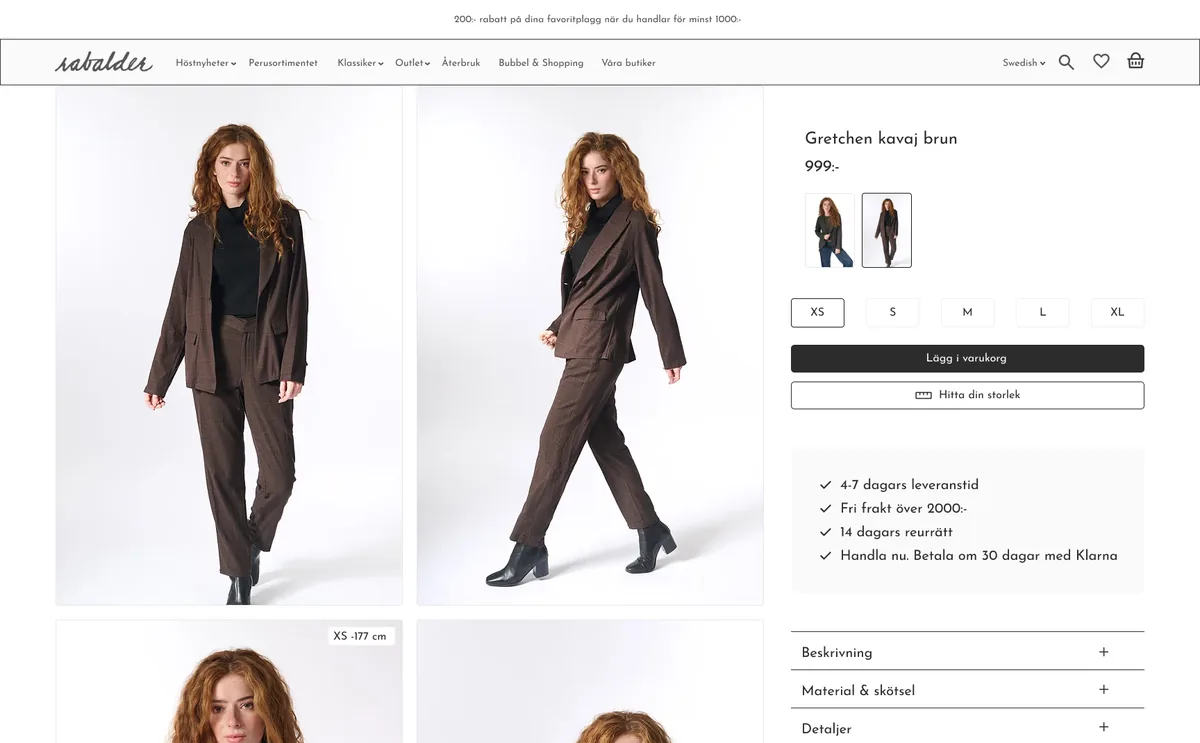 200:- rabatt på dina favoritplagg när du handlar för minst 1000:-
rabalder
Höstnyheter
Perusortimentet
Klassiker
Outlet
Återbruk
Bubbel & Shopping
Våra butiker
Swedish
Gretchen kavaj brun
999:-
XS
S
M
L
XL
Lägg i varukorg
Hitta din storlek
4-7 dagars leveranstid
Fri frakt över 2000:-
14 dagars reurrätt
Handla nu. Betala om 30 dagar med Klarna
XS -177 cm
Beskrivning
Material & skötsel
Detaljer